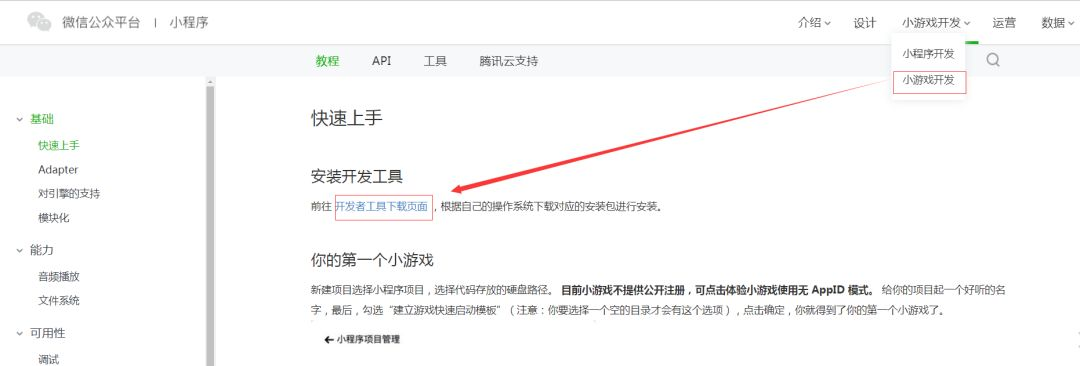 微信公众平台 | 小程序
介绍 设计 小游戏开发 运营 数据
小程序开发
小游戏开发
教程 API 工具 腾讯云支持
基础
快速上手
Adapter
对引擎的支持
模块化
能力
音频播放
文件系统
可用性
调试
快速上手
安装开发工具
前往 开发者工具下载页面，根据自己的操作系统下载对应的安装包进行安装。
你的第一个小游戏
新建项目选择小程序项目，选择代码存放的硬盘路径。 目前小游戏不提供公开注册，可点击体验小游戏使用无 AppID 模式。 给你的项目起一个好听的名
字，最后，勾选“建立游戏快速启动模板”（注意：你要选择一个空的目录才会有这个选项），点击确定，你就得到了你的第一个小游戏了。
小程序项目管理